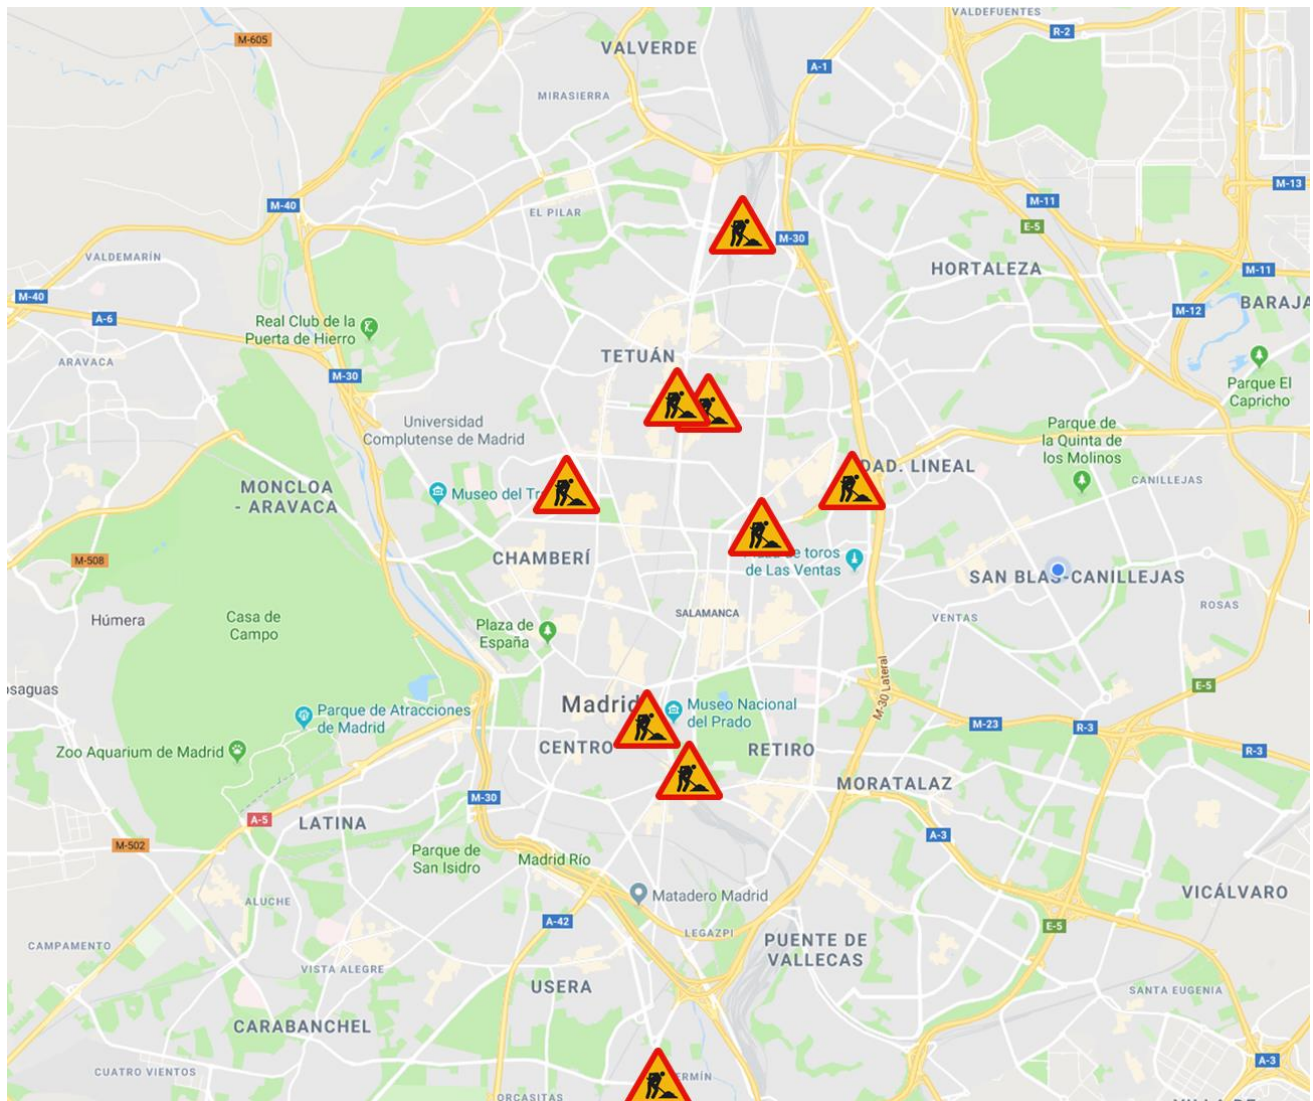 VALDEFUENTES
R-2
M-605
VALVERDE
A-1
MIRASIERRA
M-13
M-40
M-11
EL PILAR
E-5
M-30
VALDEMARÍN
HORTALEZA
M-11
M-40
BARAJA
A-6
M-12
Real Club de la
Puerta de Hierro
TETUÁN
ARAVACA
M-30
Parque El
Capricho
Universidad
Complutense de Madrid
Parque de
la Quinta de
los Molinos
DAD. LINEAL
CANILLEJAS
MONCLOA
- ARAVACA
Museo del Tr
M-508
CHAMBERÍ
de toros
de Las Ventas
SAN BLAS-CANILLEJAS
ROSAS
Húmera
Casa de
Campo
Plaza de
España
SALAMANCA
VENTAS
osaguas
M-30 Lateral
E-5
Madrid
Museo Nacional
del Prado
Parque de Atracciones
de Madrid
M-23
R-3
R-3
Zoo Aquarium de Madrid
CENTRO
RETIRO
MORATALAZ
M-30
A-5
LATINA
A-3
M-502
Parque de
San Isidro
Madrid Río
VICÁLVARO
Matadero Madrid
ALUCHE
A-42
E-5
LEGAZPI
CAMPAMENTO
PUENTE DE
VALLECAS
VISTA ALEGRE
USERA
SANTA EUGENIA
CARABANCHEL
A-3
CUATRO VIENTOS
ERMÍN
ORCASITAS